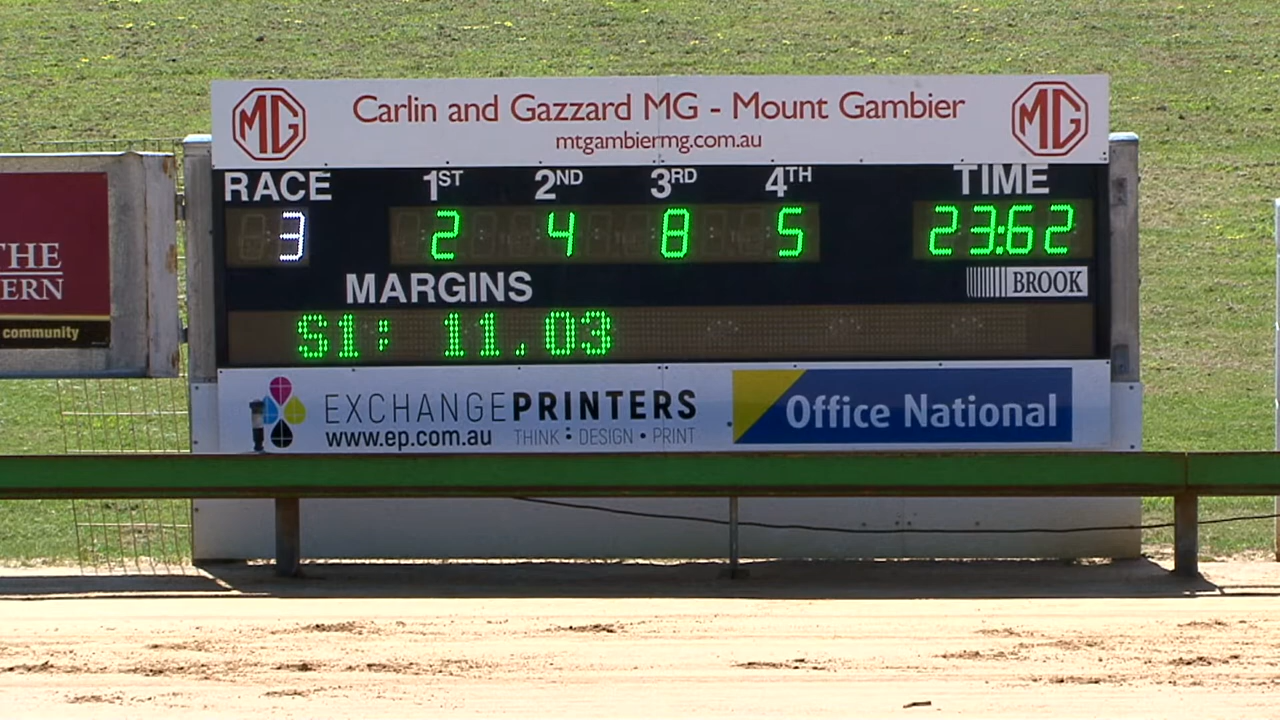 MG Carlin and Gazzard MG - Mount Gambier MG
mtgambiermg.com.au
RACE 1ST 2ND 3RD 4TH TIME
3 2 4 8 5 23:62
MARGINS BROOK
S1: 11.03
EXCHANGEPRINTERS
www.ep.com.au THINK : DESIGN • PRINT
Office National
THE
ERN
community